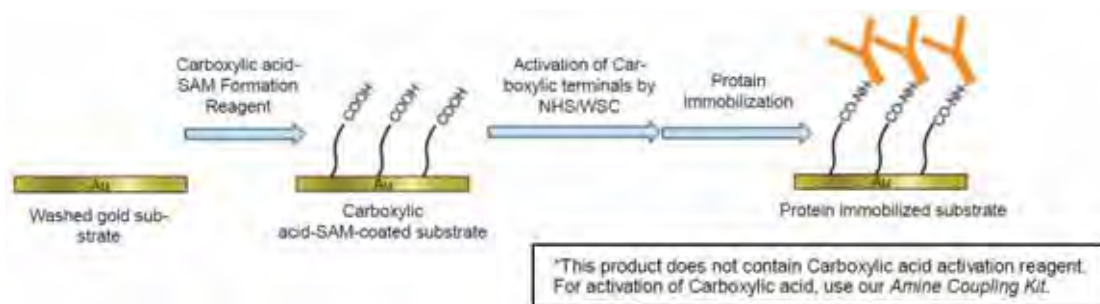 Carboxylic acid-
SAM Formation
Reagent
Activation of Car-
boxylic terminals by
NHS/WSC
Protein
Immobilization
COOH
COOH
COOH
CO-NH
CO-NH
CO-NH
Au
Washed gold sub-
strate
Au
Carboxylic
acid-SAM-coated substrate
Au
Protein immobilized substrate
*This product does not contain Carboxylic acid activation reagent.
For activation of Carboxylic acid, use our Amine Coupling Kit.